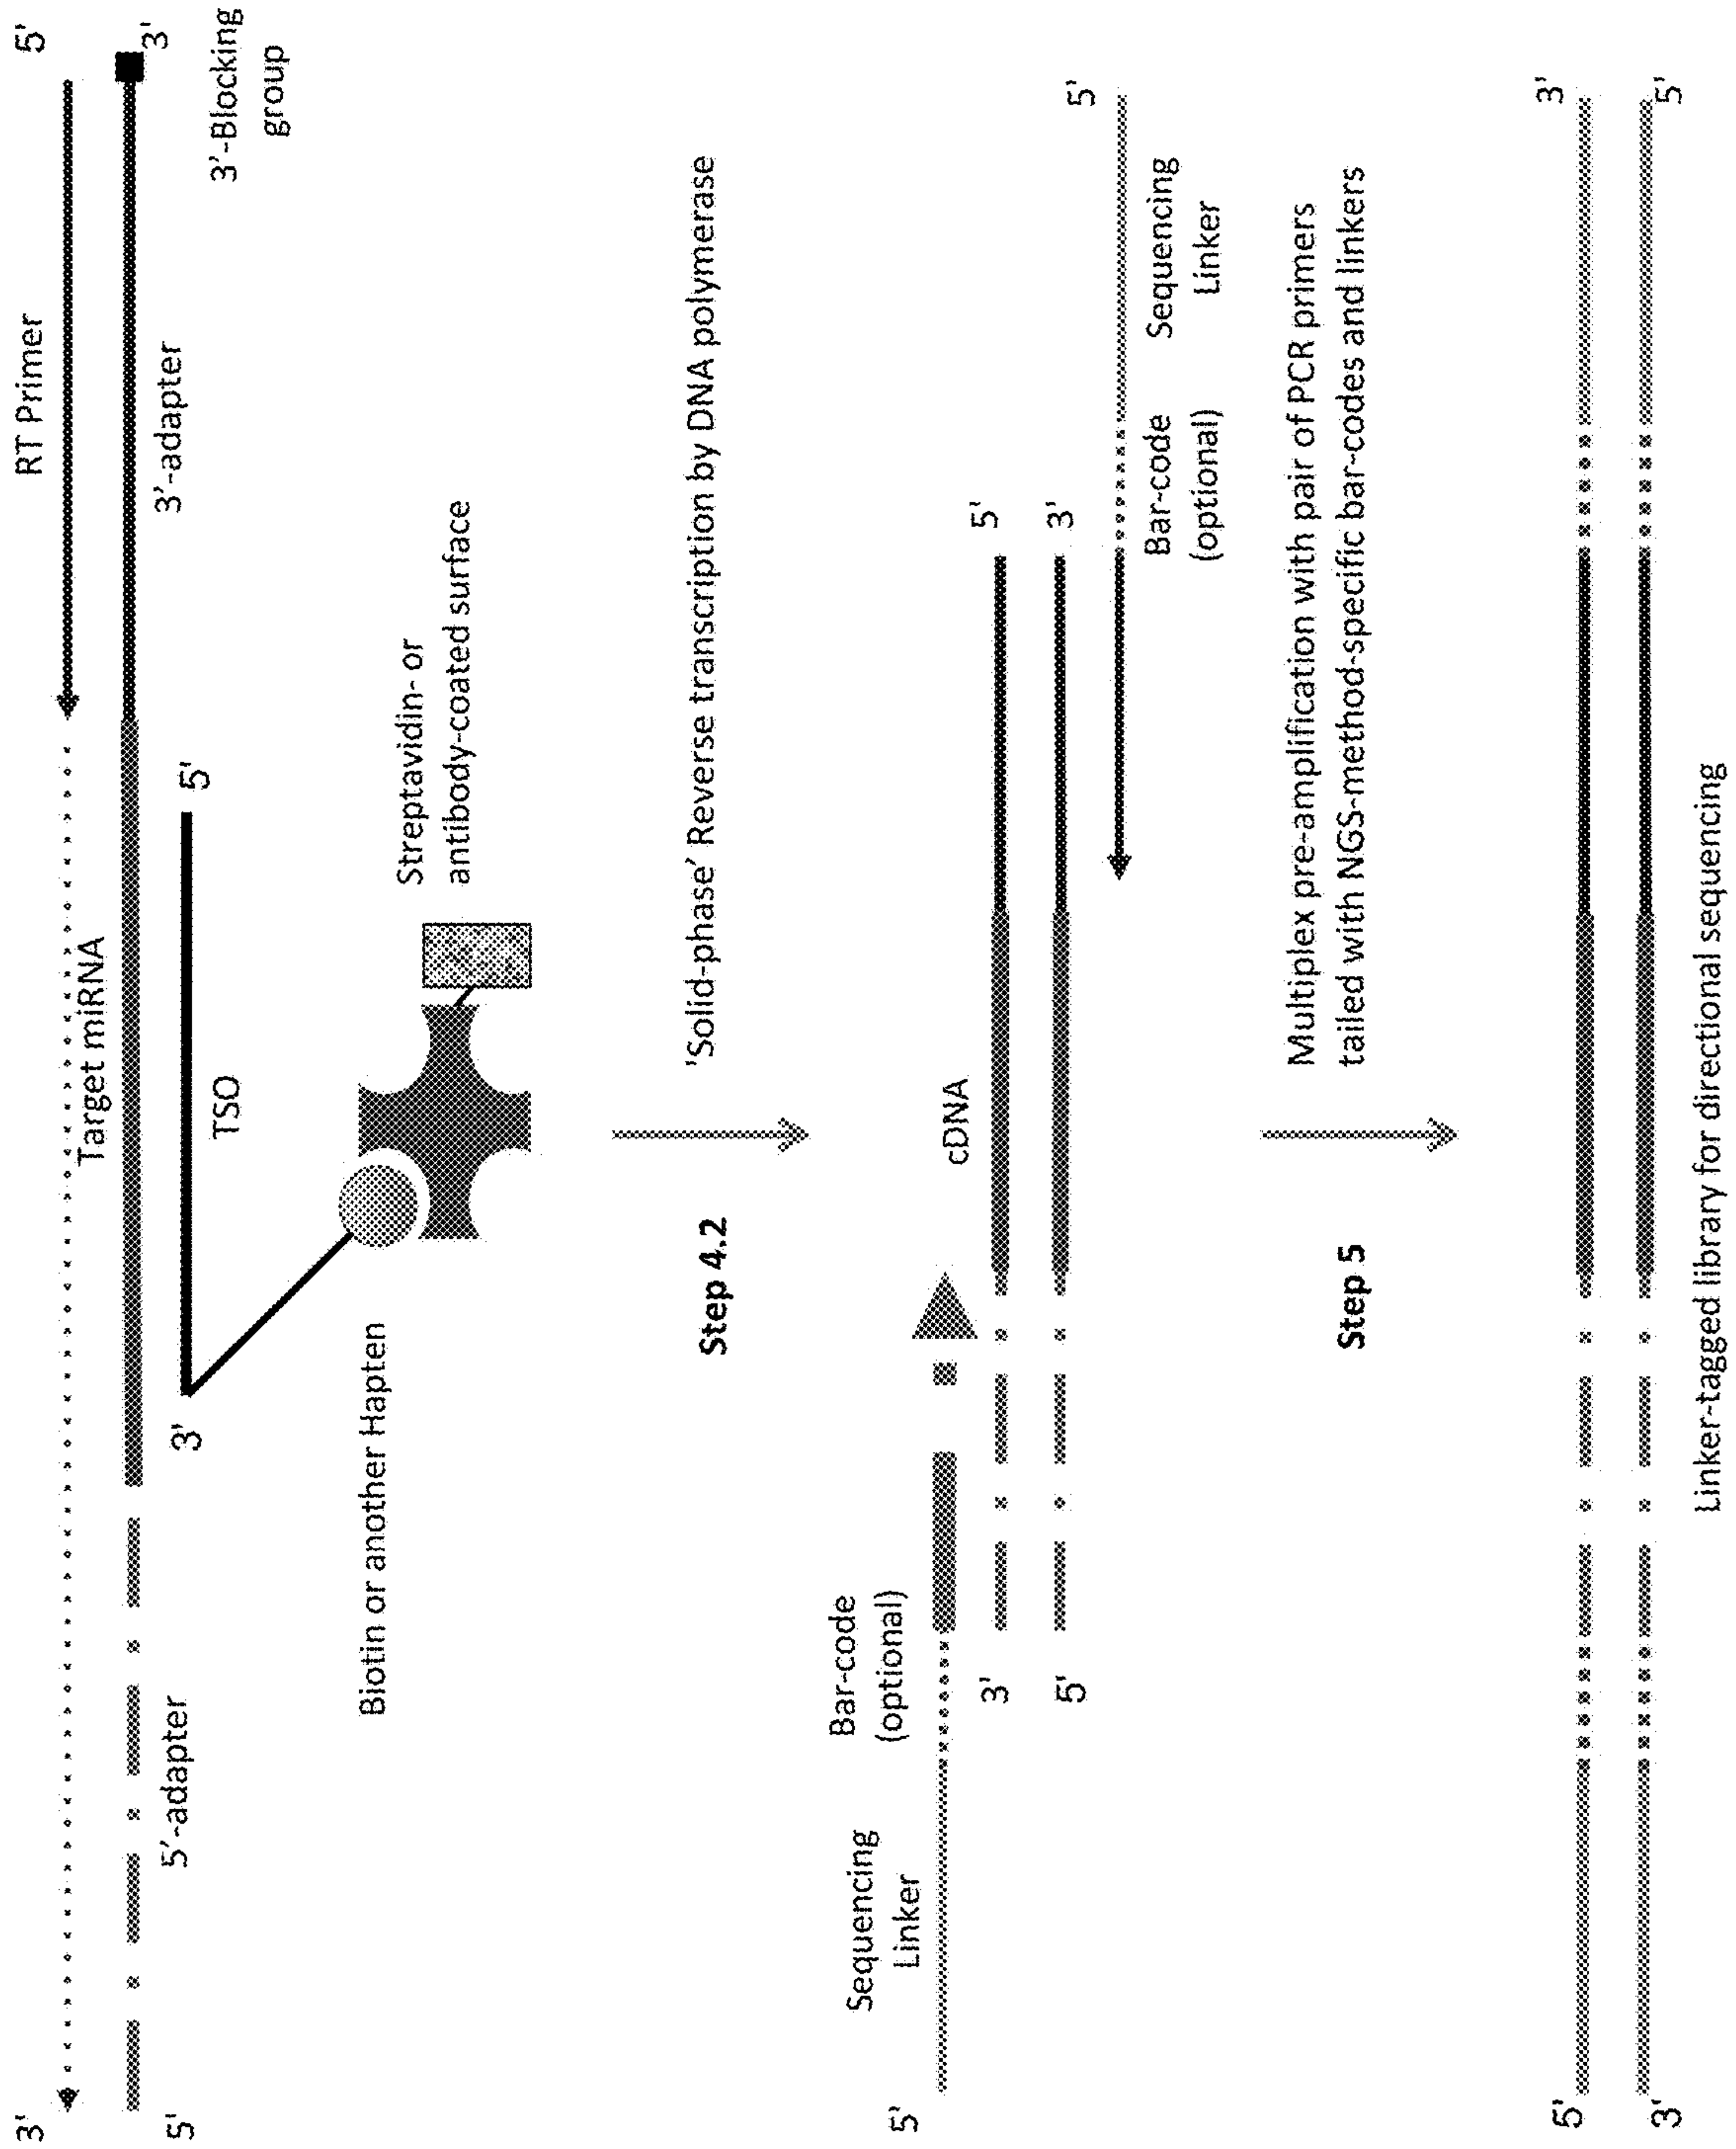 3'
RT Primer
5'
Target miRNA
5'
5'-adapter
3'-adapter
3'
3'
TSO
5'
3'-Blocking
group
Biotin or another Hapten
Streptavidin- or
antibody-coated surface
Step 4.2
'Solid-phase' Reverse transcription by DNA polymerase
Sequencing
Linker
Bar-code
(optional)
5'
cDNA
3'
5'
5'
3'
5'
Bar-code
(optional)
Sequencing
Linker
Step 5
Multiplex pre-amplification with pair of PCR primers
tailed with NGS-method-specific bar-codes and linkers
5'
3'
3'
5'
Linker-tagged library for directional sequencing